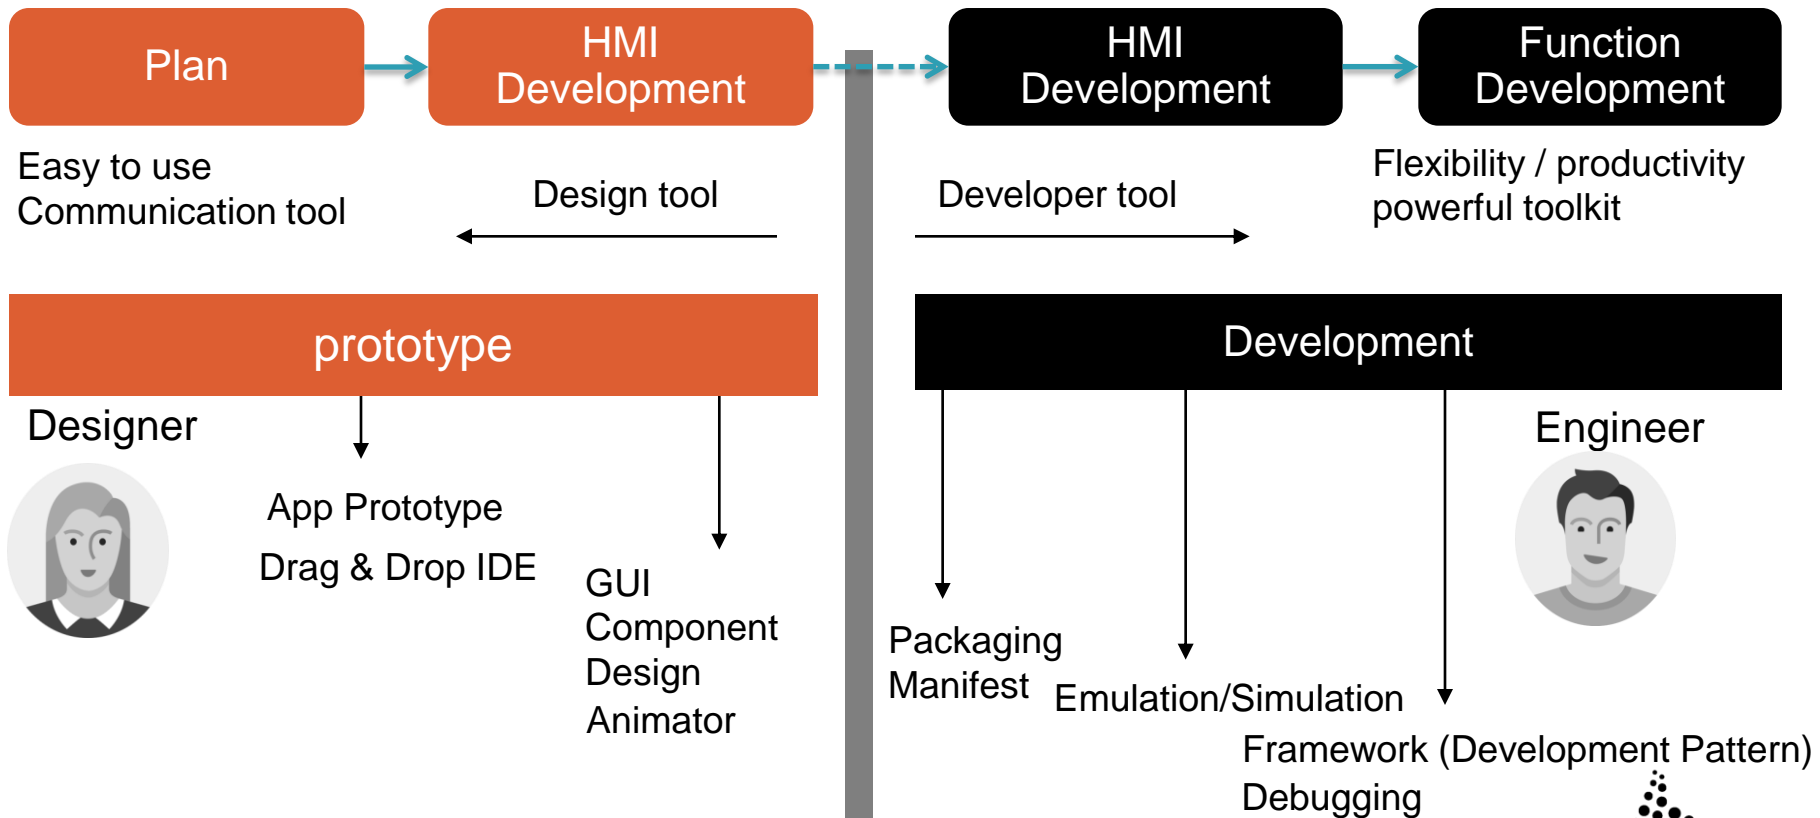 Plan
HMI
Development
HMI
Development
Function
Development
Easy to use
Communication tool
Design tool
Developer tool
Flexibility / productivity
powerful toolkit
prototype
Development
Designer
Engineer
App Prototype
Drag & Drop IDE
GUI
Component
Design
Animator
Packaging
Manifest
Emulation/Simulation
Framework (Development Pattern)
Debugging